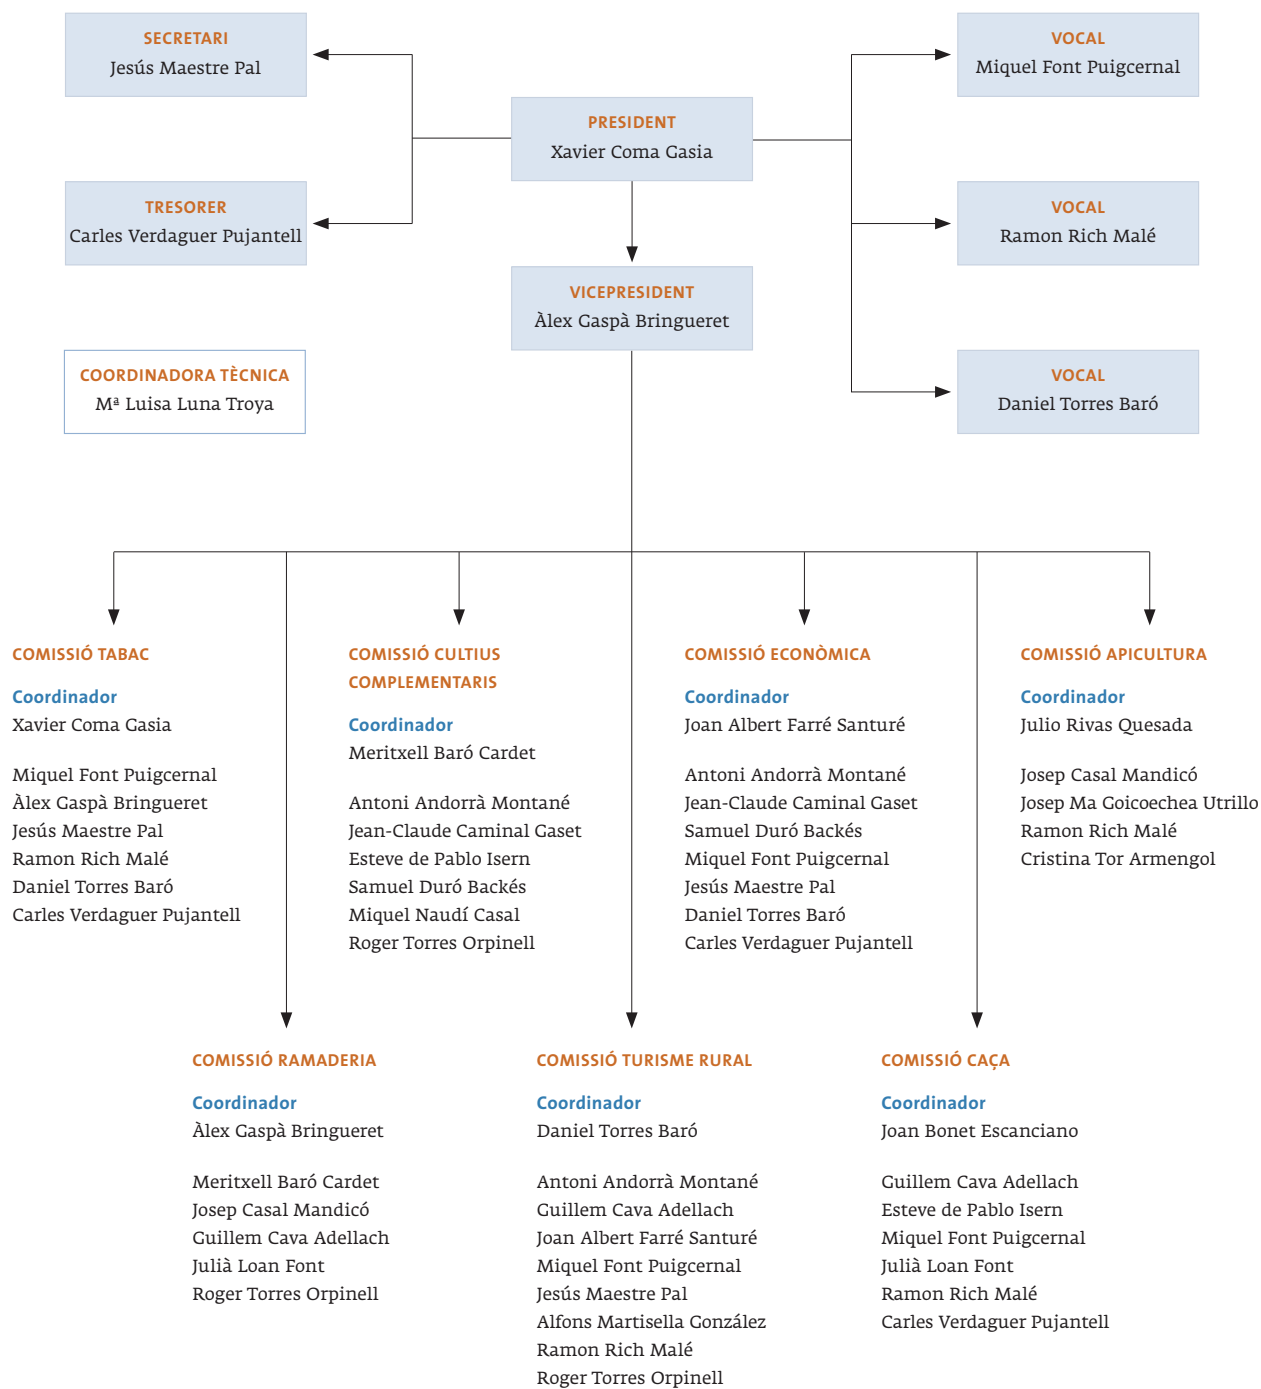 SECRETARI
Jesús Maestre Pal
VOCAL
Miquel Font Puigcernal
PRESIDENT
Xavier Coma Gasia
TRESORER
Carles Verdaguer Pujantell
VOCAL
Ramon Rich Malé
VICEPRESIDENT
Àlex Gaspà Bringueret
COORDINADORA TÈCNICA
Mª Luisa Luna Troya
VOCAL
Daniel Torres Baró
COMISSIÓ TABAC
Coordinador
Xavier Coma Gasia
Miquel Font Puigcernal
Àlex Gaspà Bringueret
Jesús Maestre Pal
Ramon Rich Malé
Daniel Torres Baró
Carles Verdaguer Pujantell
COMISSIÓ CULTIUS
COMPLEMENTARIS
Coordinador
Meritxell Baró Cardet
Antoni Andorrà Montané
Jean-Claude Caminal Gaset
Esteve de Pablo Isern
Samuel Duró Backés
Miquel Naudí Casal
Roger Torres Orpinell
COMISSIÓ ECONÒMICA
Coordinador
Joan Albert Farré Santuré
Antoni Andorrà Montané
Jean-Claude Caminal Gaset
Samuel Duró Backés
Miquel Font Puigcernal
Jesús Maestre Pal
Daniel Torres Baró
Carles Verdaguer Pujantell
COMISSIÓ APICULTURA
Coordinador
Julio Rivas Quesada
Josep Casal Mandicó
Josep Ma Goicoechea Utrillo
Ramon Rich Malé
Cristina Tor Armengol
COMISSIÓ RAMADERIA
Coordinador
Àlex Gaspà Bringueret
Meritxell Baró Cardet
Josep Casal Mandicó
Guillem Cava Adellach
Julià Loan Font
Roger Torres Orpinell
COMISSIÓ TURISME RURAL
Coordinador
Daniel Torres Baró
Antoni Andorrà Montané
Guillem Cava Adellach
Joan Albert Farré Santuré
Miquel Font Puigcernal
Jesús Maestre Pal
Alfons Martisella González
Ramon Rich Malé
Roger Torres Orpinell
COMISSIÓ CAÇA
Coordinador
Joan Bonet Escanciano
Guillem Cava Adellach
Esteve de Pablo Isern
Miquel Font Puigcernal
Julià Loan Font
Ramon Rich Malé
Carles Verdaguer Pujantell